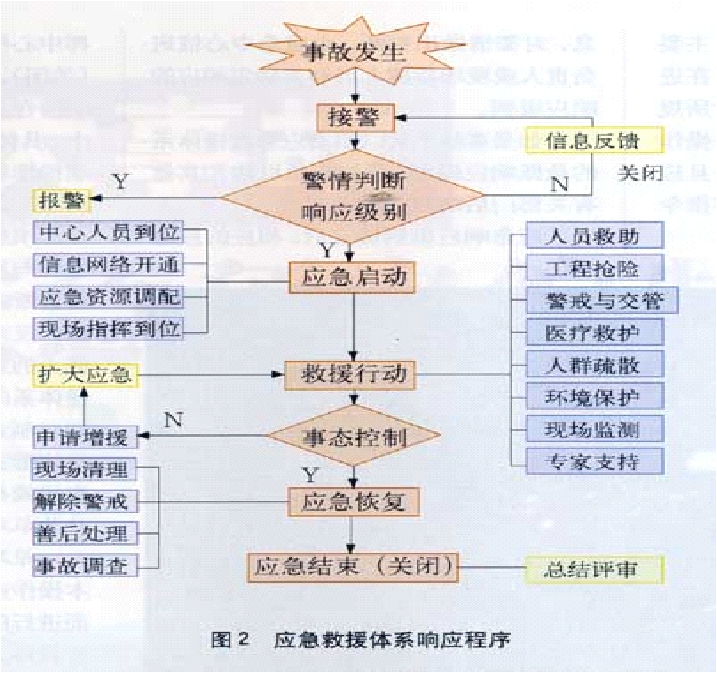 事故发生
接警
信息反馈
关闭
警情判断
响应级别
Y
N
报警
Y
中心人员到位
信息网络开通
应急资源调配
现场指挥到位
应急启动
人员救助
工程抢险
警戒与交管
医疗救护
人群疏散
环境保护
现场监测
专家支持
扩大应急
救援行动
申请增援
N
事态控制
Y
现场清理
解除警戒
善后处理
事故调查
应急恢复
应急结束（关闭）
总结评审
图2 应急救援体系响应程序